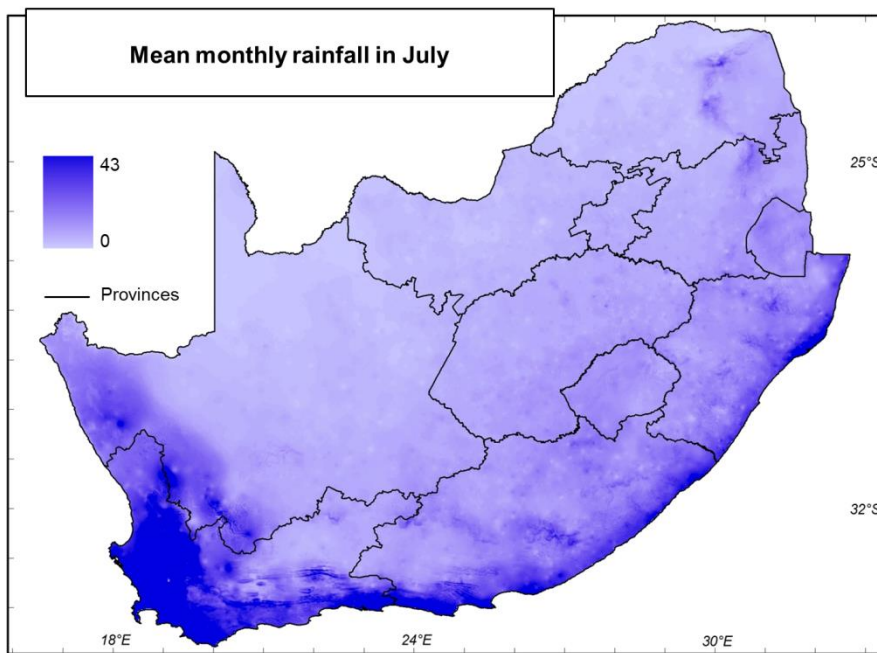 Mean monthly rainfall in July
43
0
Provinces
25°S
32°S
18°E
24°E
30°E